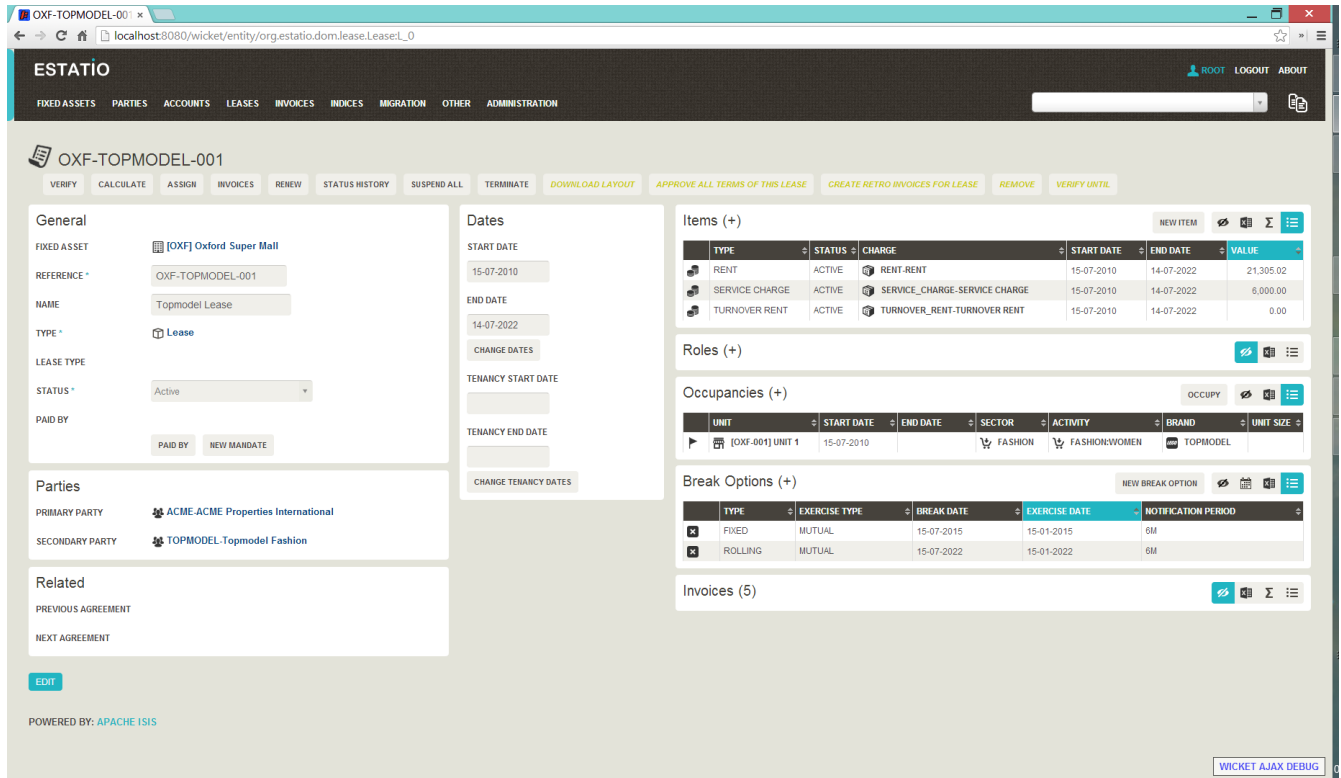 OXF-TOPMODEL-001 ×
localhost:8080/wicket/entity/org.estatio.dom.lease.Lease:L_0
ESTATIO
ROOT LOGOUT ABOUT
FIXED ASSETS PARTIES ACCOUNTS LEASES INVOICES INDICES MIGRATION OTHER ADMINISTRATION
OXF-TOPMODEL-001
VERIFY CALCULATE ASSIGN INVOICES RENEW STATUS HISTORY SUSPEND ALL TERMINATE DOWNLOAD LAYOUT APPROVE ALL TERMS OF THIS LEASE CREATE RETRO INVOICES FOR LEASE REMOVE VERIFY UNTIL
General
FIXED ASSET [OXF] Oxford Super Mall
REFERENCE * OXF-TOPMODEL-001
NAME Topmodel Lease
TYPE * Lease
LEASE TYPE
STATUS * Active
PAID BY
PAID BY NEW MANDATE
Parties
PRIMARY PARTY ACME-ACME Properties International
SECONDARY PARTY TOPMODEL-Topmodel Fashion
Related
PREVIOUS AGREEMENT
NEXT AGREEMENT
EDIT
Dates
START DATE
15-07-2010
END DATE
14-07-2022
CHANGE DATES
TENANCY START DATE
TENANCY END DATE
CHANGE TENANCY DATES
Items (+) NEW ITEM Σ
TYPE STATUS CHARGE START DATE END DATE VALUE
RENT ACTIVE RENT-RENT 15-07-2010 14-07-2022 21,305.02
SERVICE CHARGE ACTIVE SERVICE_CHARGE-SERVICE CHARGE 15-07-2010 14-07-2022 6,000.00
TURNOVER RENT ACTIVE TURNOVER_RENT-TURNOVER RENT 15-07-2010 14-07-2022 0.00
Roles (+)
Occupancies (+) OCCUPY
UNIT START DATE END DATE SECTOR ACTIVITY BRAND UNIT SIZE
[OXF-001] UNIT 1 15-07-2010 FASHION FASHION:WOMEN TOPMODEL
Break Options (+) NEW BREAK OPTION
TYPE EXERCISE TYPE BREAK DATE EXERCISE DATE NOTIFICATION PERIOD
FIXED MUTUAL 15-07-2015 15-01-2015 6M
ROLLING MUTUAL 15-07-2022 15-01-2022 6M
Invoices (5) Σ
POWERED BY: APACHE ISIS
WICKET AJAX DEBUG